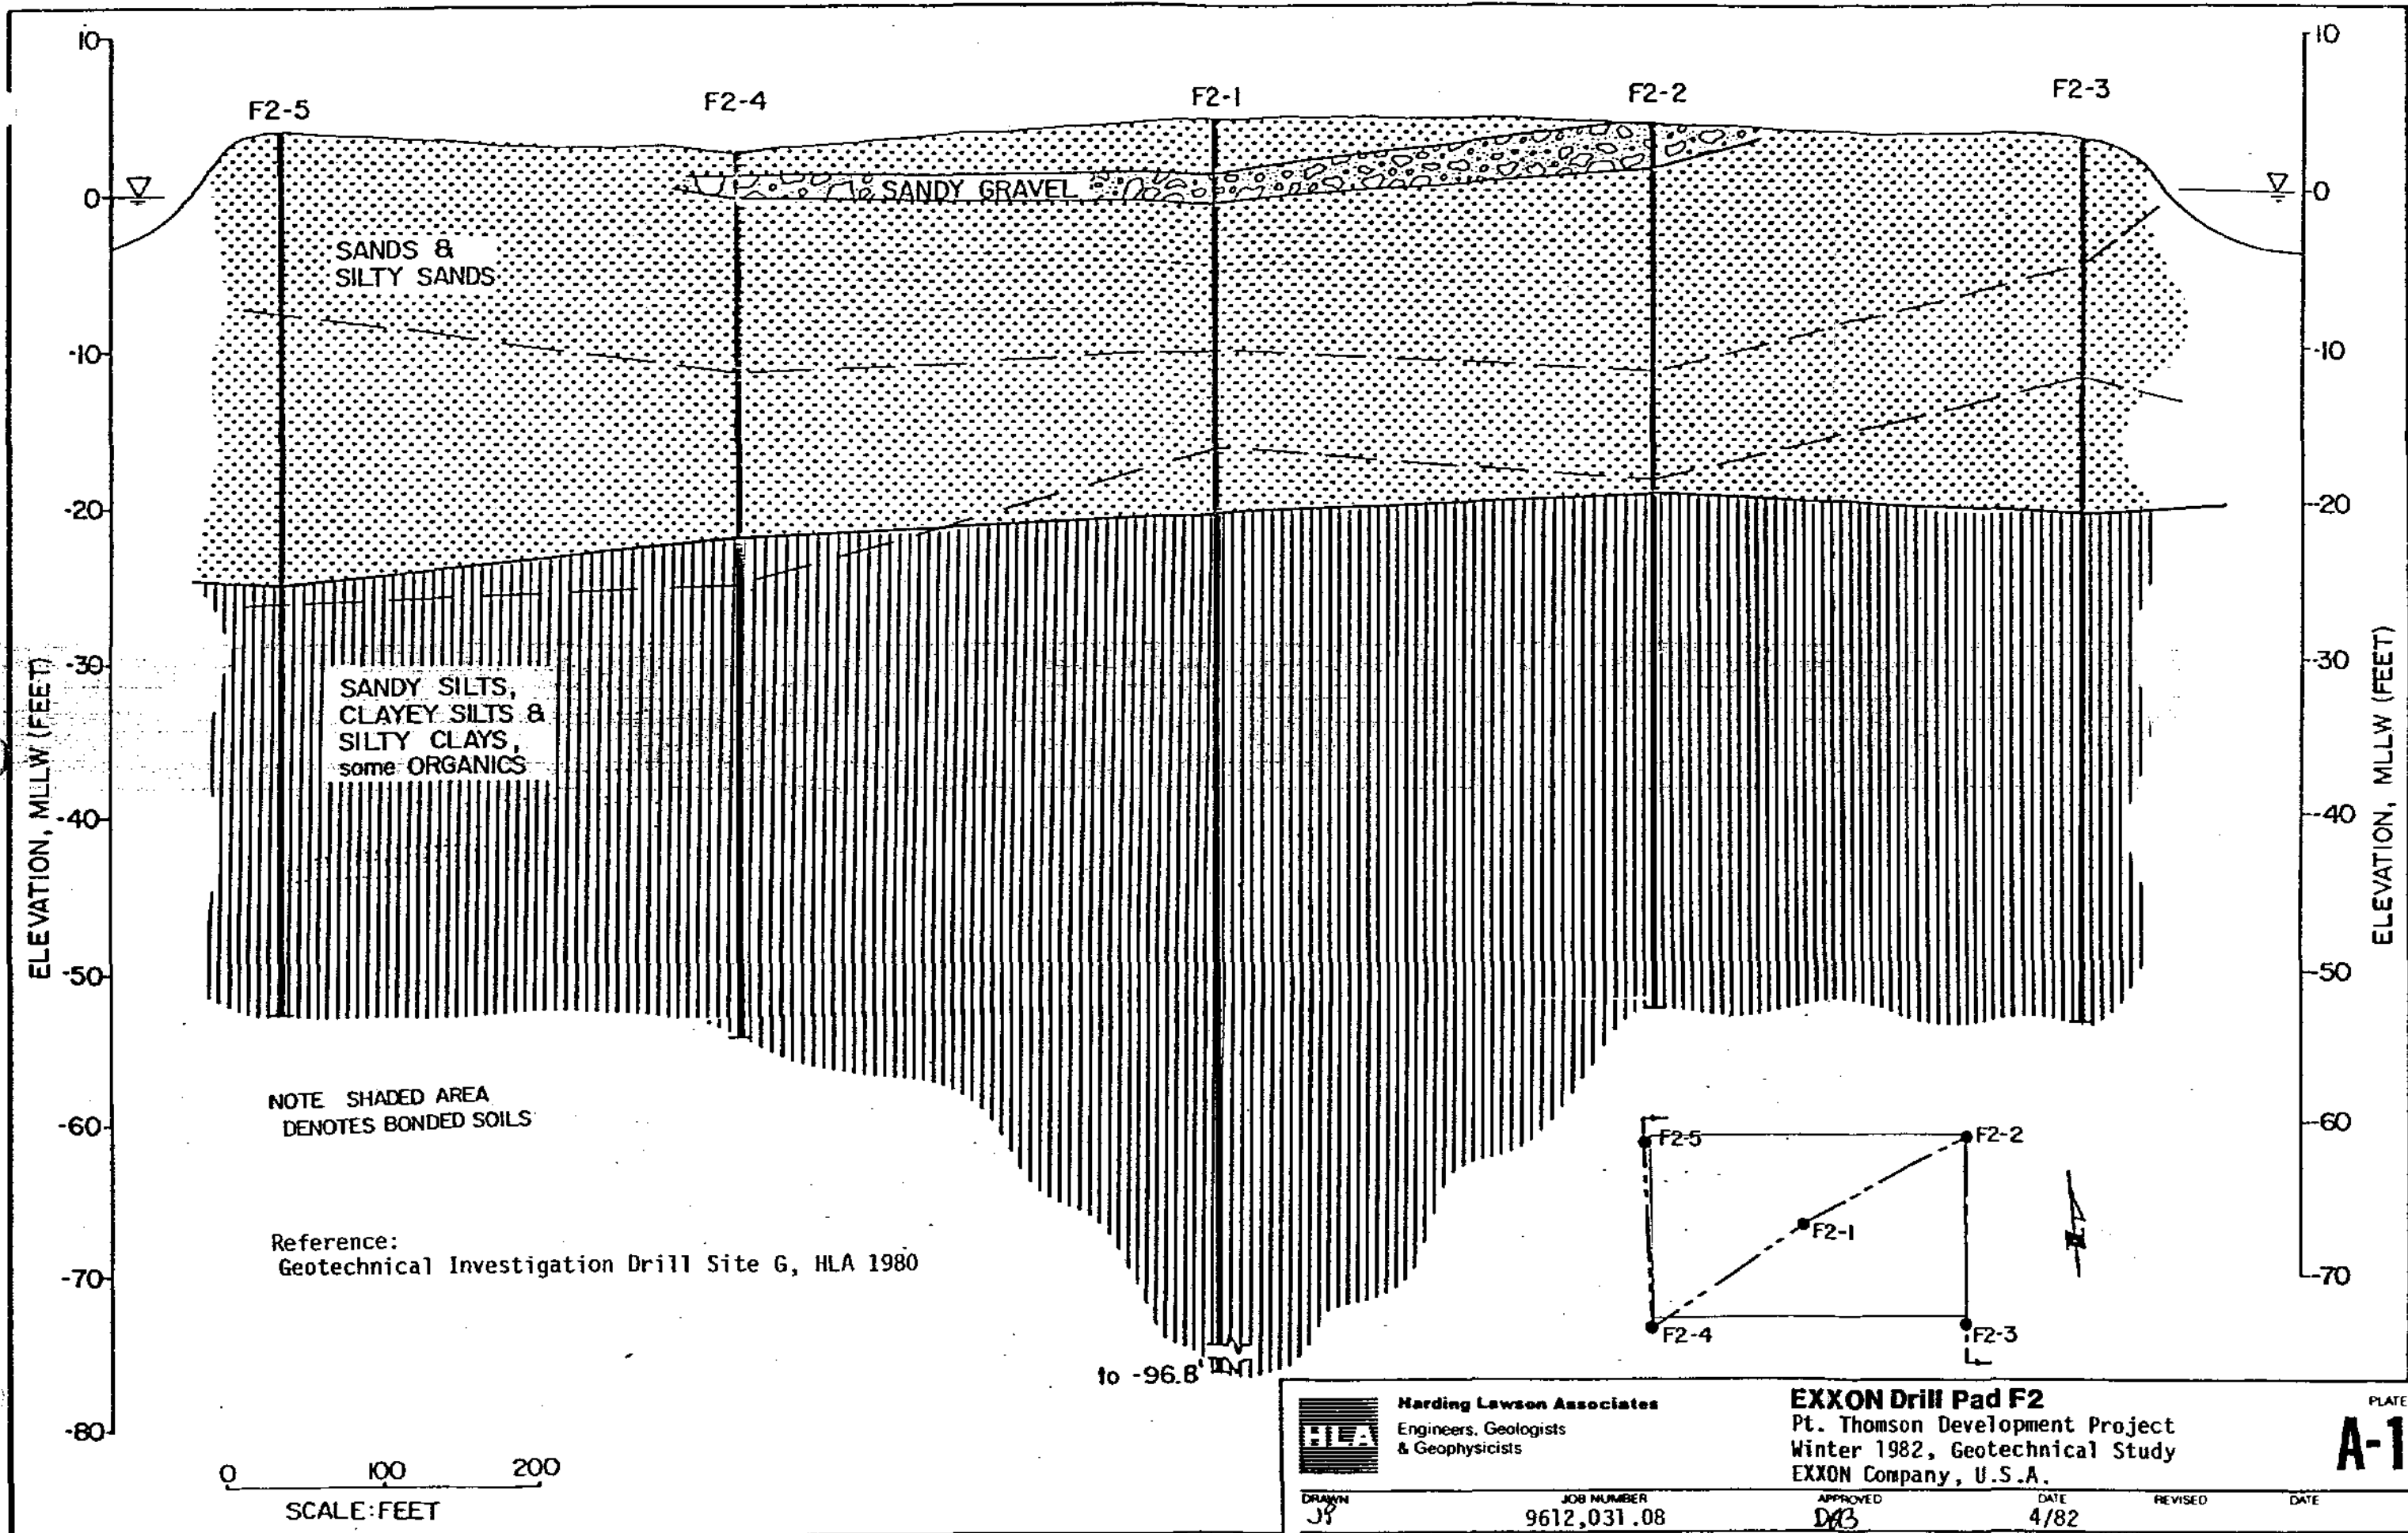 10
0
-10
-20
-30
-40
-50
-60
-70
-80
ELEVATION, MLLW (FEET)
F2-5
F2-4
F2-1
F2-2
F2-3
10
0
-10
-20
-30
-40
-50
-60
-70
ELEVATION, MLLW (FEET)
SANDY GRAVEL
SANDS &
SILTY SANDS
SANDY SILTS,
CLAYEY SILTS &
SILTY CLAYS,
some ORGANICS
NOTE SHADED AREA
DENOTES BONDED SOILS
Reference:
Geotechnical Investigation Drill Site G, HLA 1980
to -96.8'
F2-5
F2-2
F2-1
F2-4
F2-3
N
0 100 200
SCALE: FEET
HLA
Harding Lawson Associates
Engineers, Geologists
& Geophysicists
EXXON Drill Pad F2
Pt. Thomson Development Project
Winter 1982, Geotechnical Study
EXXON Company, U.S.A.
PLATE
A-1
DRAWN
JOB NUMBER
9612,031.08
APPROVED
DATE
4/82
REVISED
DATE